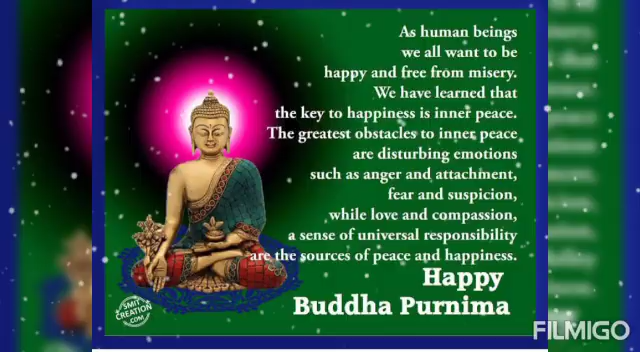 As human beings
we all want to be
happy and free from misery.
We have learned that
the key to happiness is inner peace.
The greatest obstacles to inner peace
are disturbing emotions
such as anger and attachment,
fear and suspicion,
while love and compassion,
a sense of universal responsibility
are the sources of peace and happiness.
Happy
Buddha Purnima
SMIT
CREATION
.COM
FILMIGO